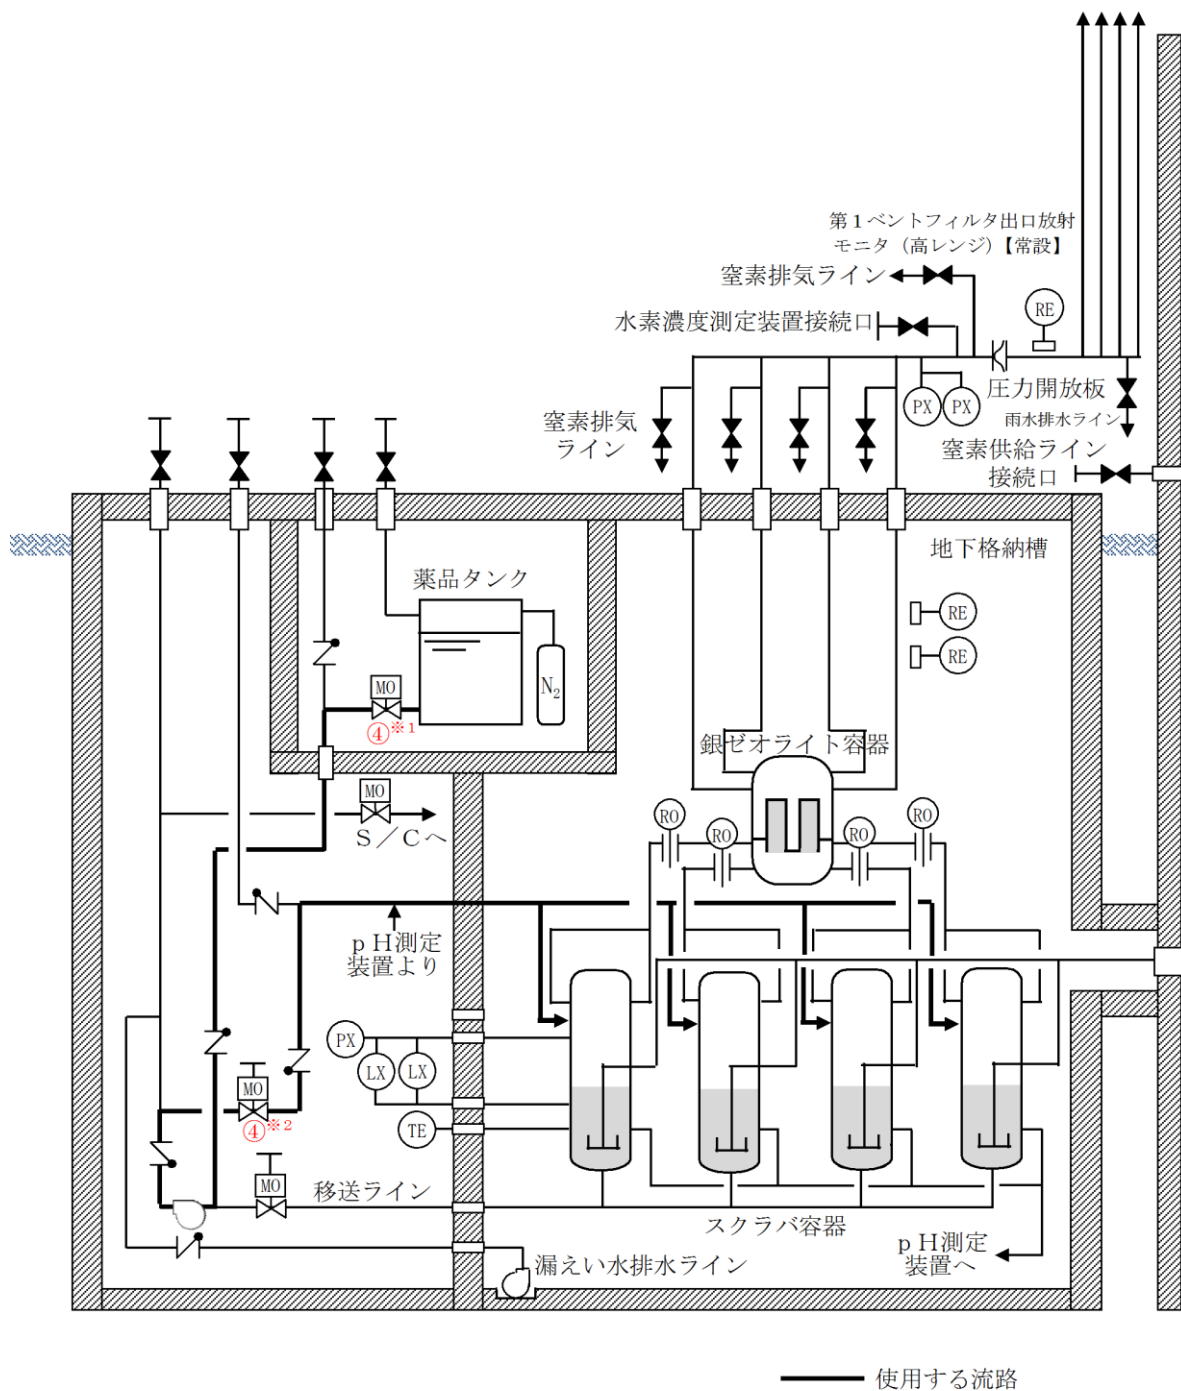 第１ベントフィルタ出口放射
モニタ（高レンジ）【常設】
窒素排気ライン
RE
水素濃度測定装置接続口
圧力開放板
PX
PX
雨水排水ライン
窒素排気
ライン
窒素供給ライン
接続口
地下格納槽
薬品タンク
RE
RE
N2
MO
④※1
銀ゼオライト容器
MO
S／Cへ
RO
RO
RO
RO
ｐH測定
装置より
PX
LX
LX
MO
④※2
TE
MO
移送ライン
スクラバ容器
ｐH測定
装置へ
漏えい水排水ライン
使用する流路